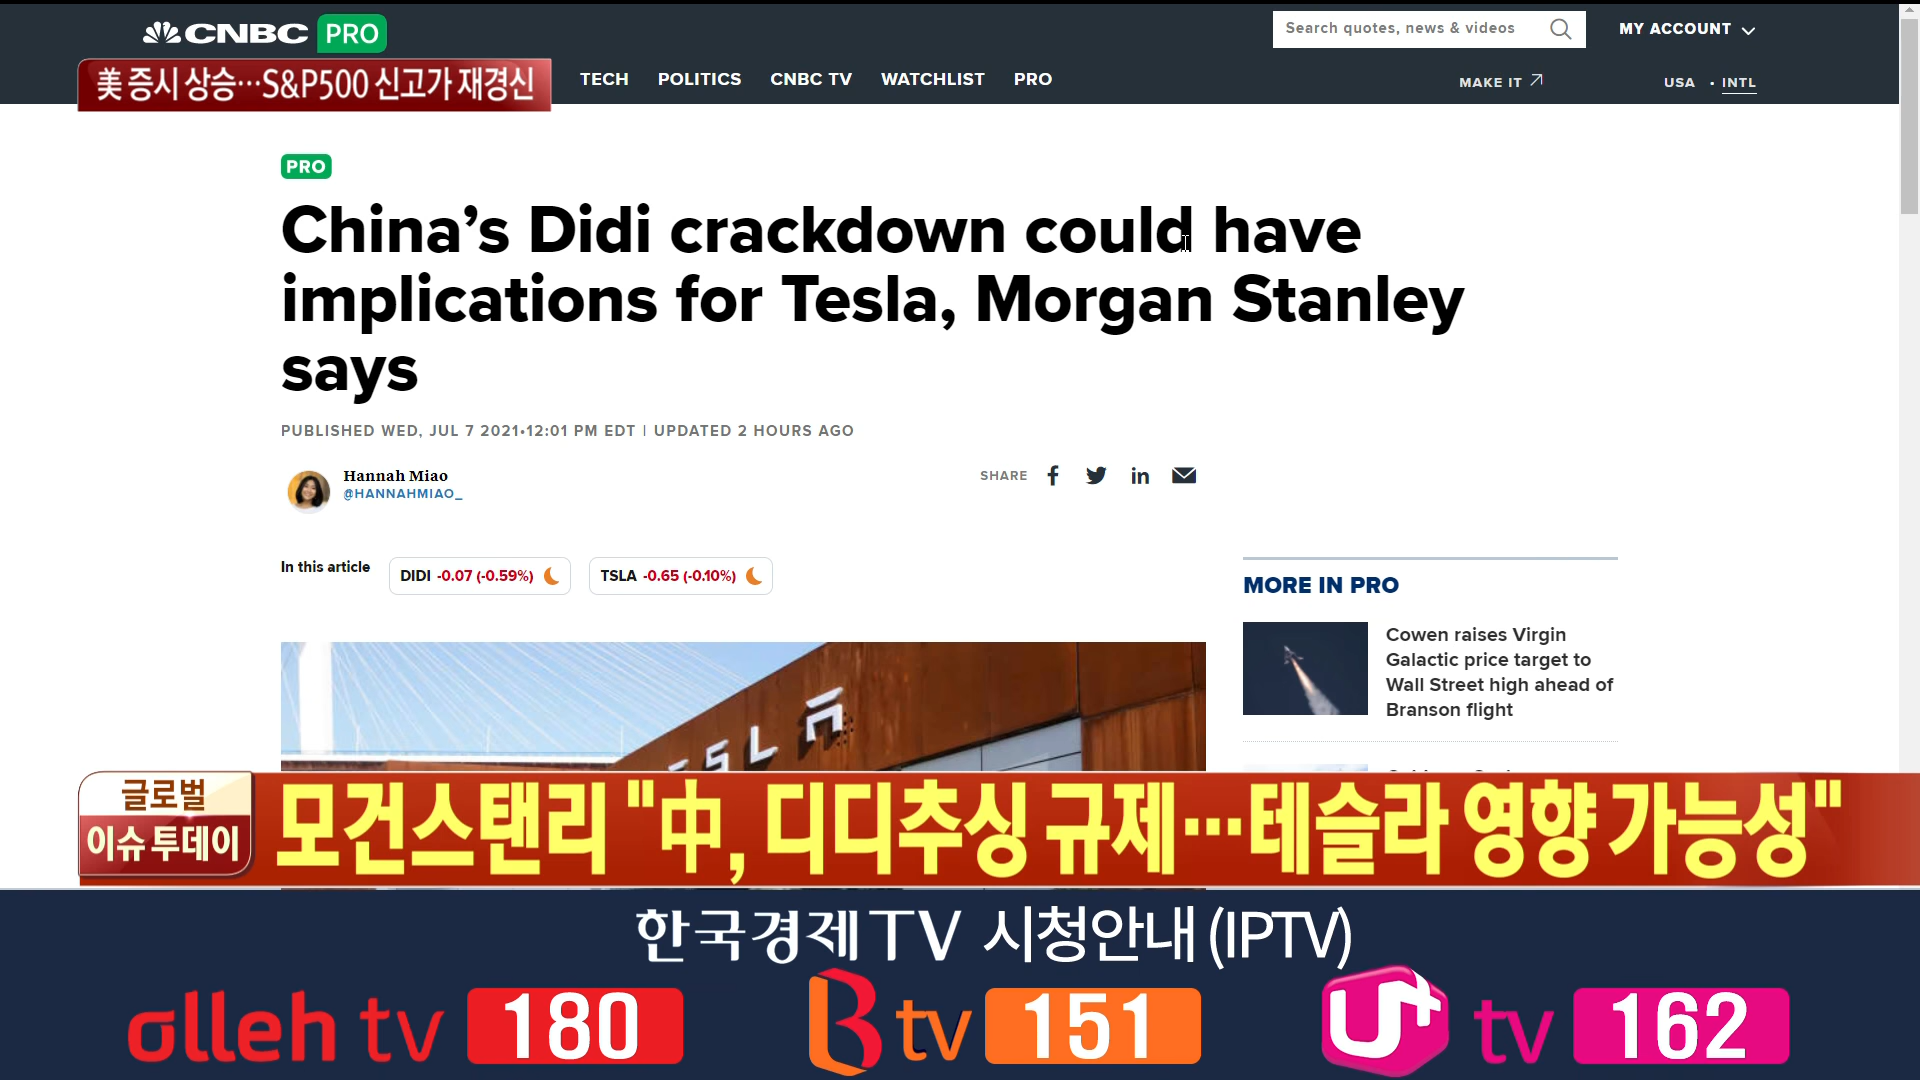 CNBC PRO
Search quotes, news & videos
MY ACCOUNT
美 증시 상승…S&P500 신고가 재경신
TECH POLITICS CNBC TV WATCHLIST PRO
MAKE IT
USA • INTL
PRO
China’s Didi crackdown could have
implications for Tesla, Morgan Stanley
says
PUBLISHED WED, JUL 7 2021•12:01 PM EDT | UPDATED 2 HOURS AGO
Hannah Miao
@HANNAHMIAO_
SHARE
In this article
DIDI -0.07 (-0.59%)
TSLA -0.65 (-0.10%)
MORE IN PRO
Cowen raises Virgin
Galactic price target to
Wall Street high ahead of
Branson flight
글로벌
이슈 투데이
모건스탠리 "中, 디디추싱 규제…테슬라 영향 가능성"
한국경제TV 시청안내 (IPTV)
olleh tv 180
B tv 151
U+ tv 162